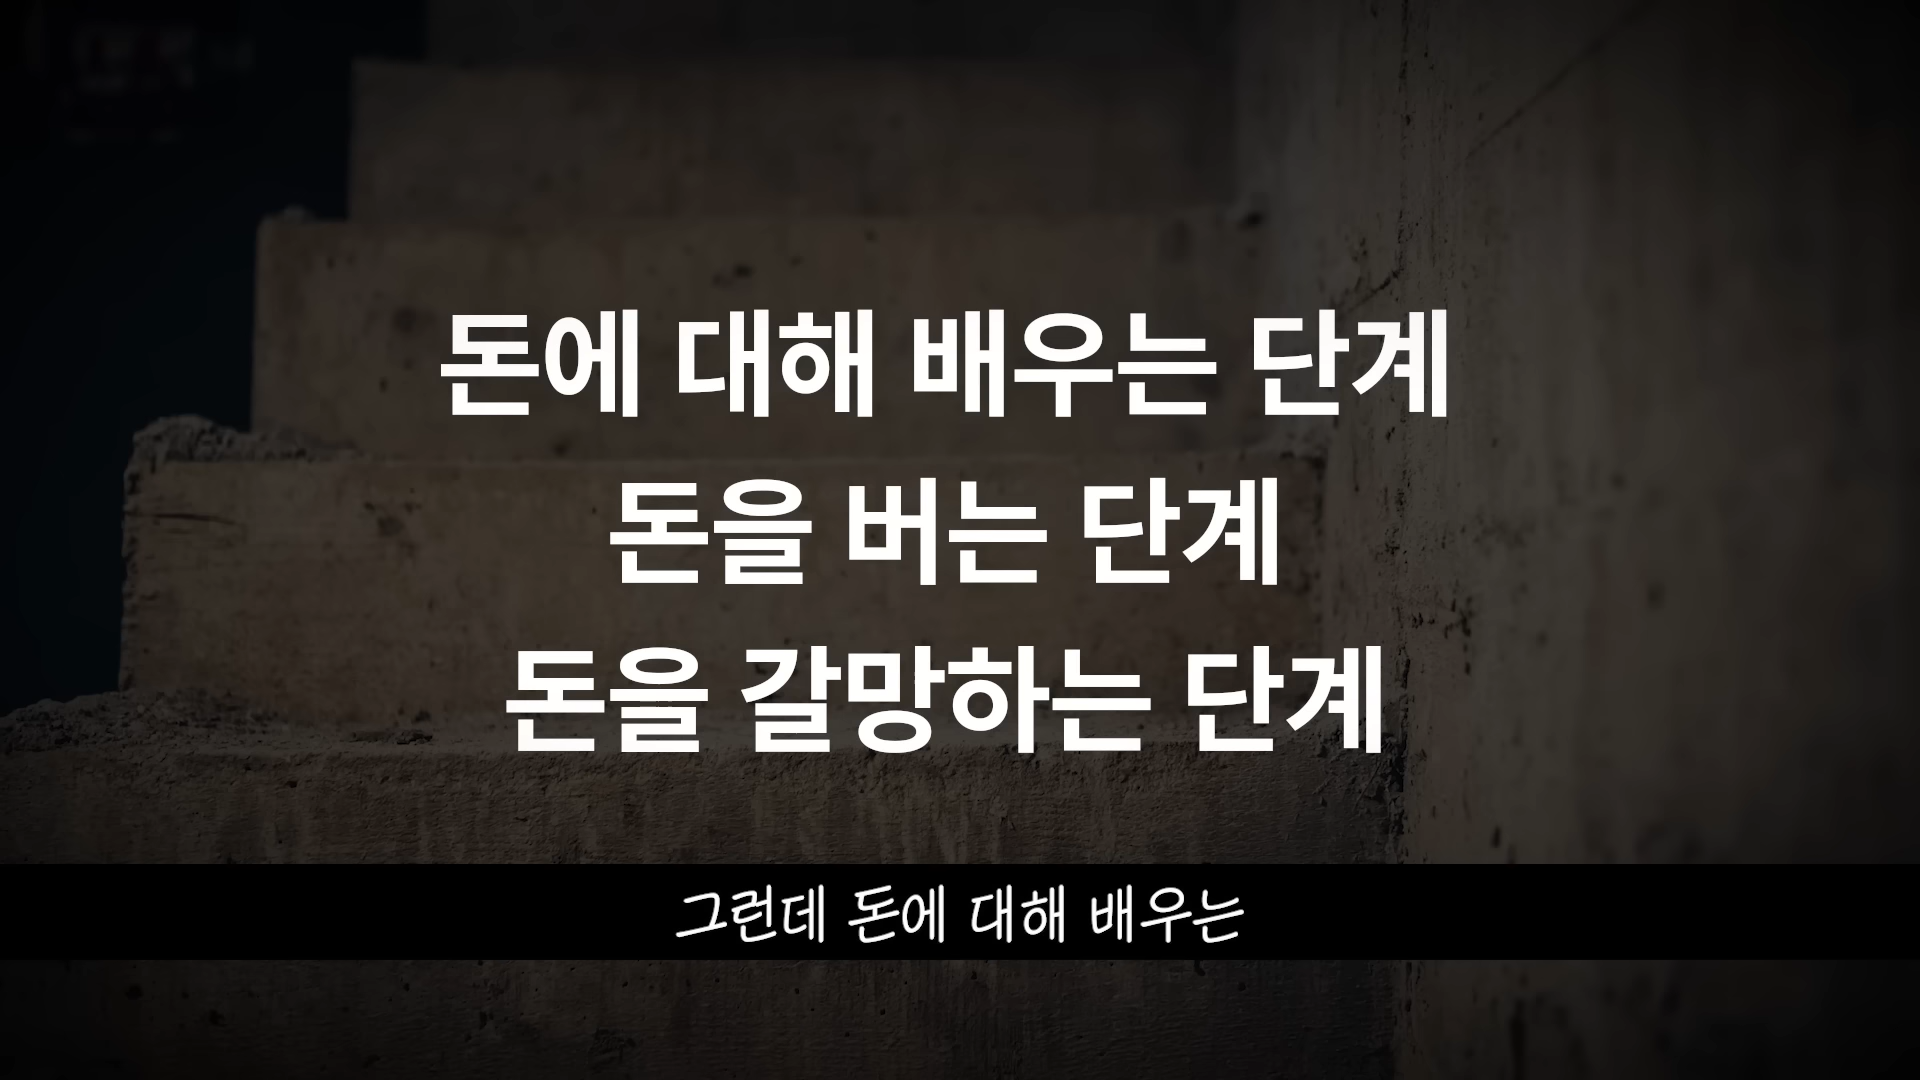 돈에 대해 배우는 단계
돈을 버는 단계
돈을 갈망하는 단계
그런데 돈에 대해 배우는